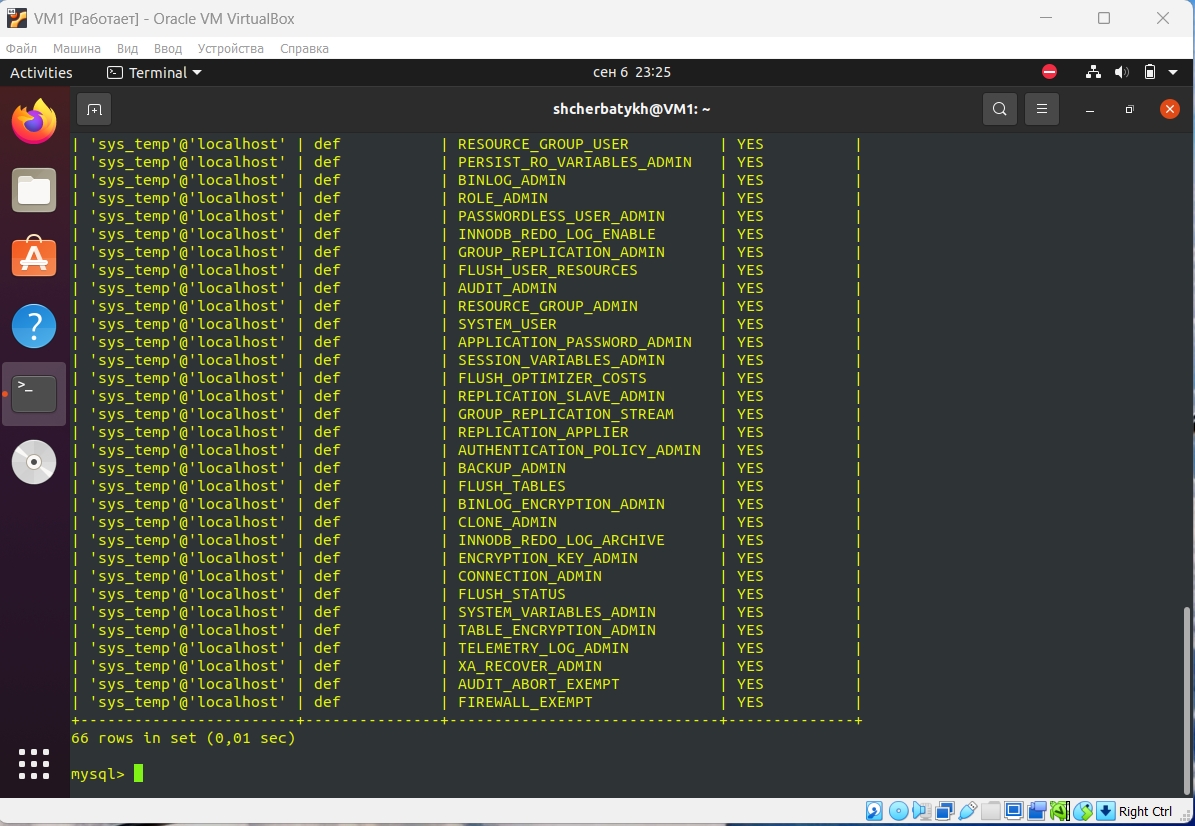 VM1 [Работает] - Oracle VM VirtualBox
Файл Машина Вид Ввод Устройства Справка
Activities Terminal сен 6 23:25
shcherbatykh@VM1: ~
| 'sys_temp'@'localhost' | def | RESOURCE_GROUP_USER | YES |
| 'sys_temp'@'localhost' | def | PERSIST_RO_VARIABLES_ADMIN | YES |
| 'sys_temp'@'localhost' | def | BINLOG_ADMIN | YES |
| 'sys_temp'@'localhost' | def | ROLE_ADMIN | YES |
| 'sys_temp'@'localhost' | def | PASSWORDLESS_USER_ADMIN | YES |
| 'sys_temp'@'localhost' | def | INNODB_REDO_LOG_ENABLE | YES |
| 'sys_temp'@'localhost' | def | GROUP_REPLICATION_ADMIN | YES |
| 'sys_temp'@'localhost' | def | FLUSH_USER_RESOURCES | YES |
| 'sys_temp'@'localhost' | def | AUDIT_ADMIN | YES |
| 'sys_temp'@'localhost' | def | RESOURCE_GROUP_ADMIN | YES |
| 'sys_temp'@'localhost' | def | SYSTEM_USER | YES |
| 'sys_temp'@'localhost' | def | APPLICATION_PASSWORD_ADMIN | YES |
| 'sys_temp'@'localhost' | def | SESSION_VARIABLES_ADMIN | YES |
| 'sys_temp'@'localhost' | def | FLUSH_OPTIMIZER_COSTS | YES |
| 'sys_temp'@'localhost' | def | REPLICATION_SLAVE_ADMIN | YES |
| 'sys_temp'@'localhost' | def | GROUP_REPLICATION_STREAM | YES |
| 'sys_temp'@'localhost' | def | REPLICATION_APPLIER | YES |
| 'sys_temp'@'localhost' | def | AUTHENTICATION_POLICY_ADMIN | YES |
| 'sys_temp'@'localhost' | def | BACKUP_ADMIN | YES |
| 'sys_temp'@'localhost' | def | FLUSH_TABLES | YES |
| 'sys_temp'@'localhost' | def | BINLOG_ENCRYPTION_ADMIN | YES |
| 'sys_temp'@'localhost' | def | CLONE_ADMIN | YES |
| 'sys_temp'@'localhost' | def | INNODB_REDO_LOG_ARCHIVE | YES |
| 'sys_temp'@'localhost' | def | ENCRYPTION_KEY_ADMIN | YES |
| 'sys_temp'@'localhost' | def | CONNECTION_ADMIN | YES |
| 'sys_temp'@'localhost' | def | FLUSH_STATUS | YES |
| 'sys_temp'@'localhost' | def | SYSTEM_VARIABLES_ADMIN | YES |
| 'sys_temp'@'localhost' | def | TABLE_ENCRYPTION_ADMIN | YES |
| 'sys_temp'@'localhost' | def | TELEMETRY_LOG_ADMIN | YES |
| 'sys_temp'@'localhost' | def | XA_RECOVER_ADMIN | YES |
| 'sys_temp'@'localhost' | def | AUDIT_ABORT_EXEMPT | YES |
| 'sys_temp'@'localhost' | def | FIREWALL_EXEMPT | YES |
+------------------------+---------------+------------------------------+--------------+
66 rows in set (0,01 sec)
mysql>
Right Ctrl